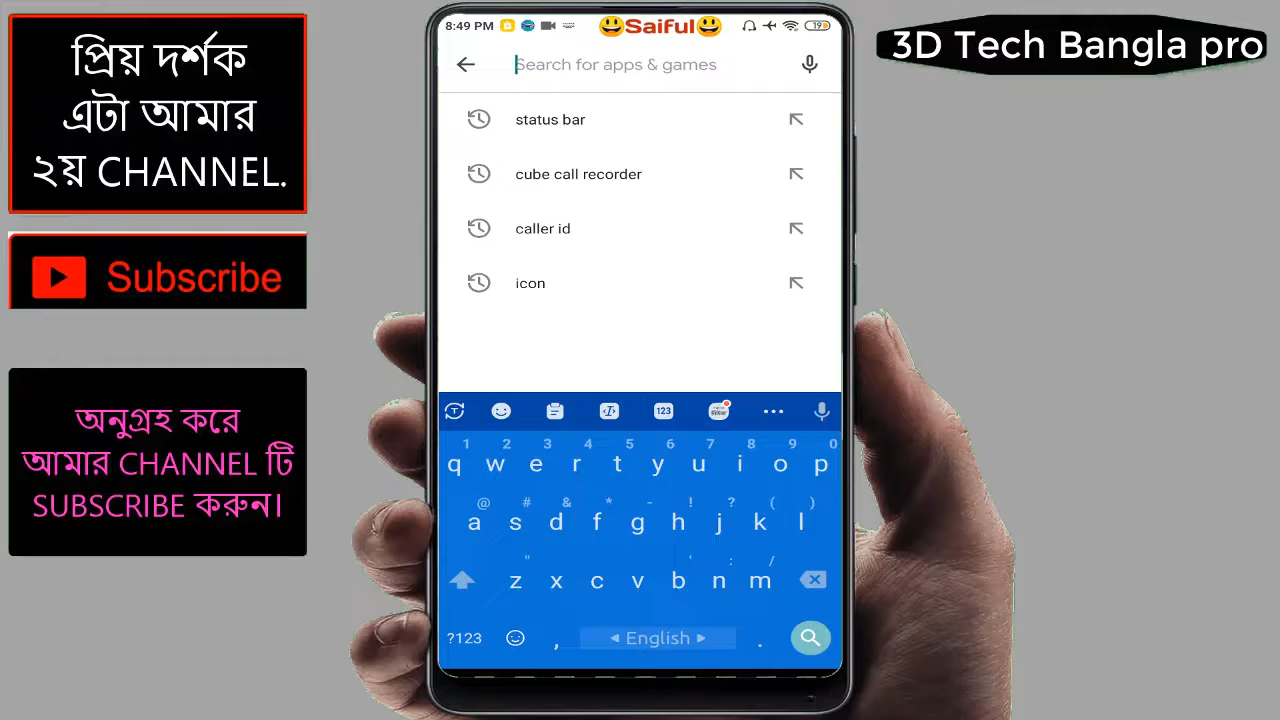 প্রিয় দর্শক
এটা আমার
২য় CHANNEL.
Subscribe
অনুগ্রহ করে
আমার CHANNEL টি
SUBSCRIBE করুন।
8:49 PM
Saiful
19
Search for apps & games
status bar
cube call recorder
caller id
icon
123
1 2 3 4 5 6 7 8 9 0
q w e r t y u i o p
@ # & * - ! ? ( )
a s d f g h j k l
" ' : /
z x c v b n m
?123 , English .
3D Tech Bangla pro